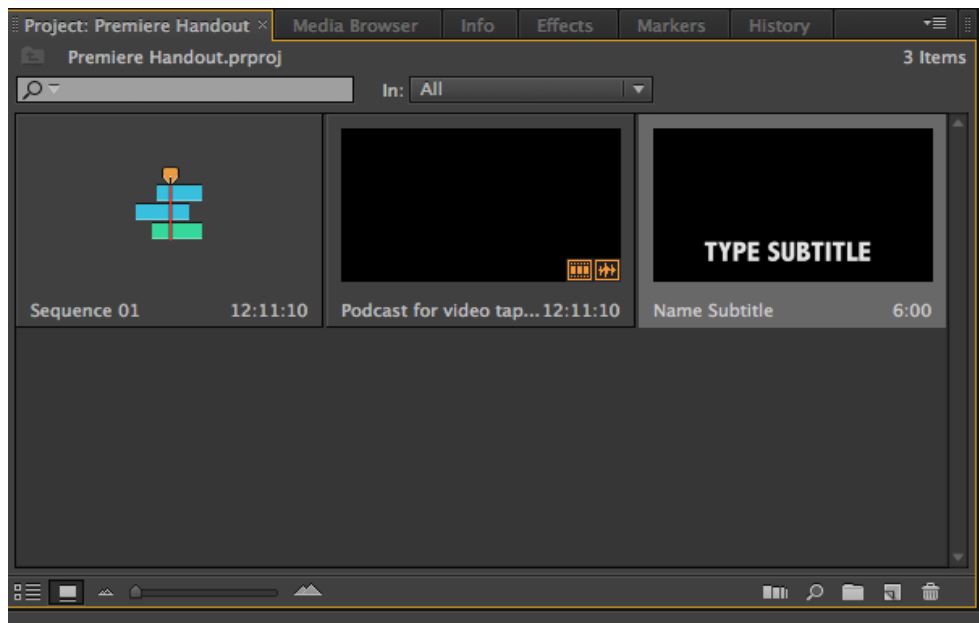 Project: Premiere Handout × Media Browser Info Effects Markers History
Premiere Handout.prproj 3 Items
In: All
TYPE SUBTITLE
Sequence 01 12:11:10 Podcast for video tap... 12:11:10 Name Subtitle 6:00